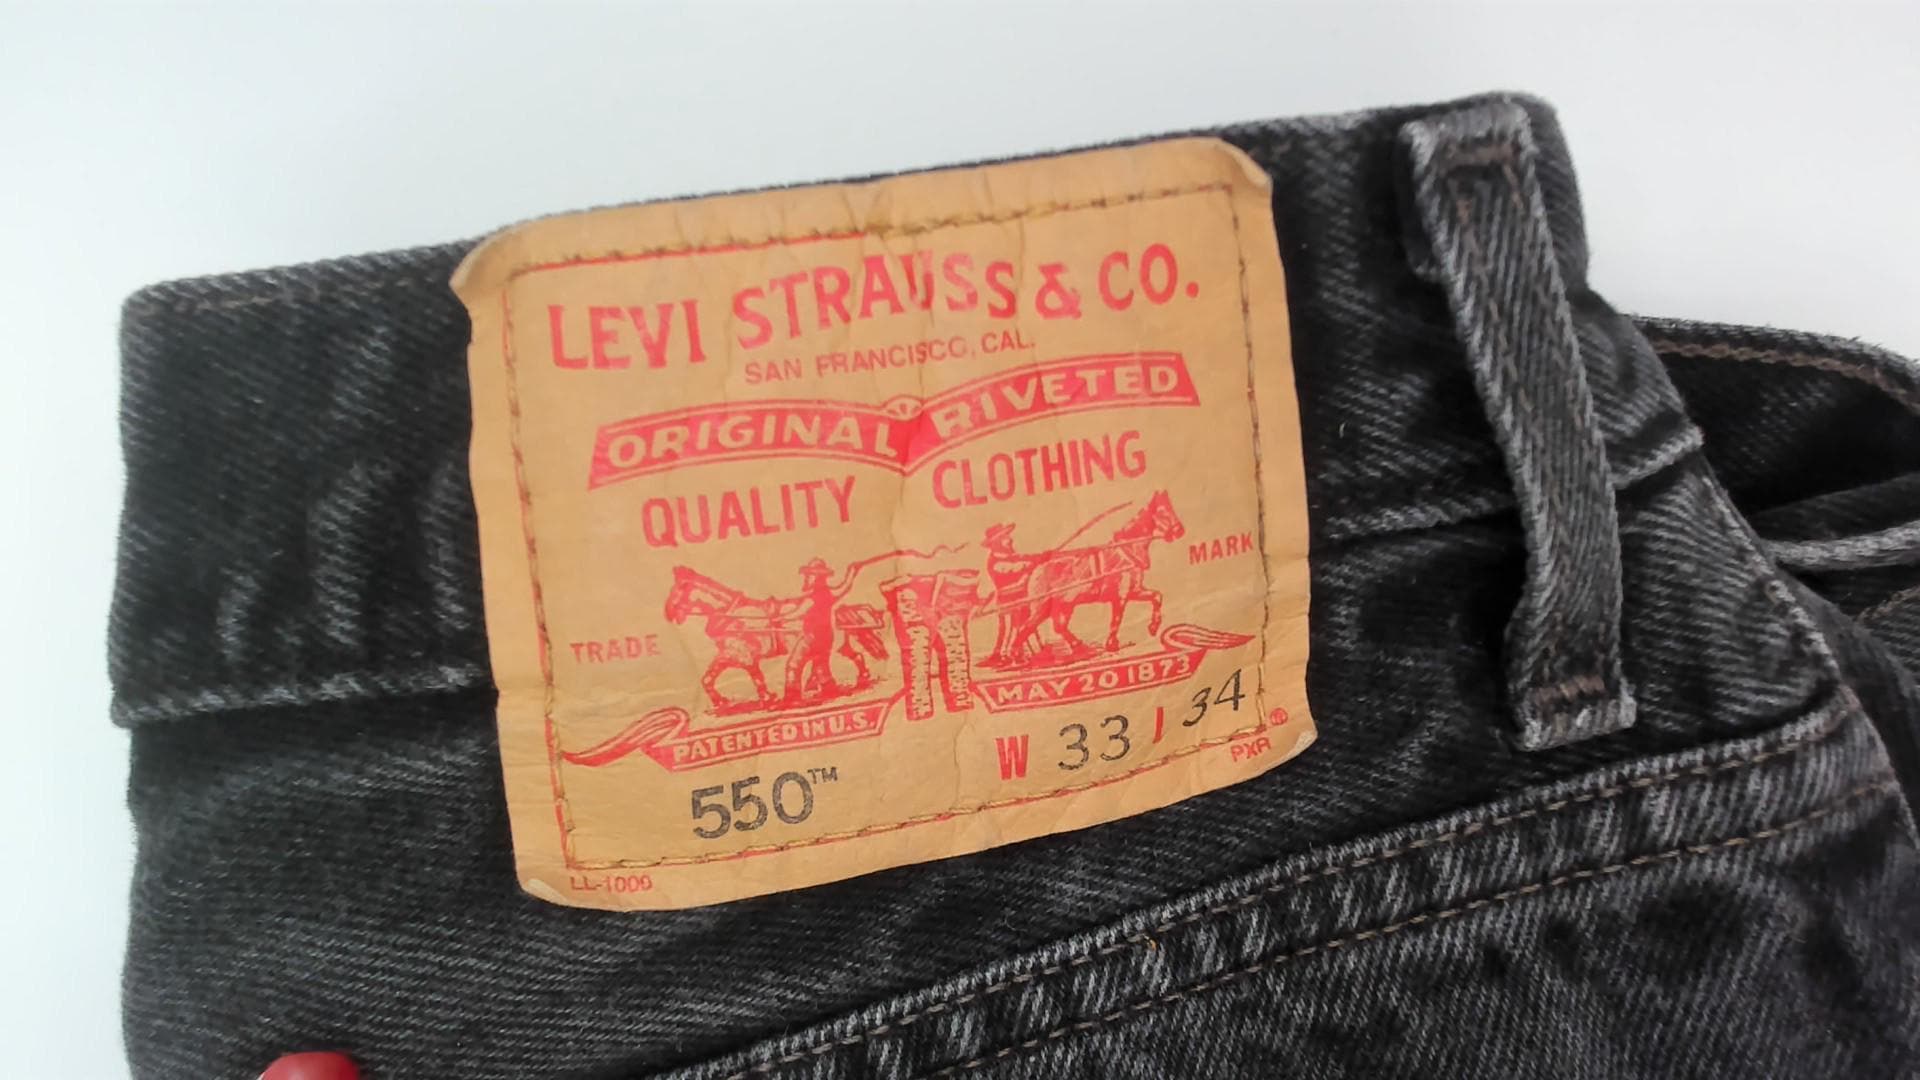 LEVI STRAUSS & CO.
SAN FRANCISCO, CAL.
ORIGINAL RIVETED
QUALITY CLOTHING
TRADE MARK
PATENTED IN U.S. MAY 20 1873
550™ W 33 / 34
LL-1000 PXR ®